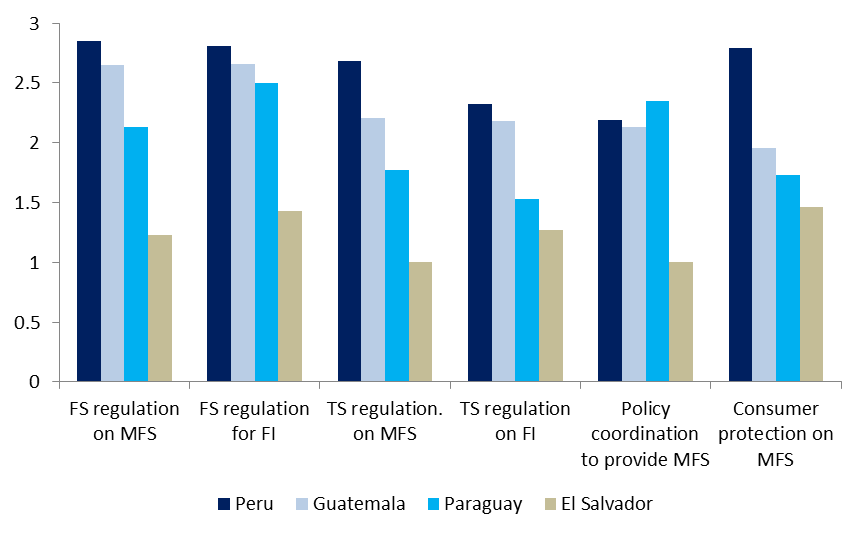 3
2.5
2
1.5
1
0.5
0
FS regulation
on MFS
FS regulation
for FI
TS regulation.
on MFS
TS regulation
on FI
Policy
coordination
to provide MFS
Consumer
protection on
MFS
Peru
Guatemala
Paraguay
El Salvador